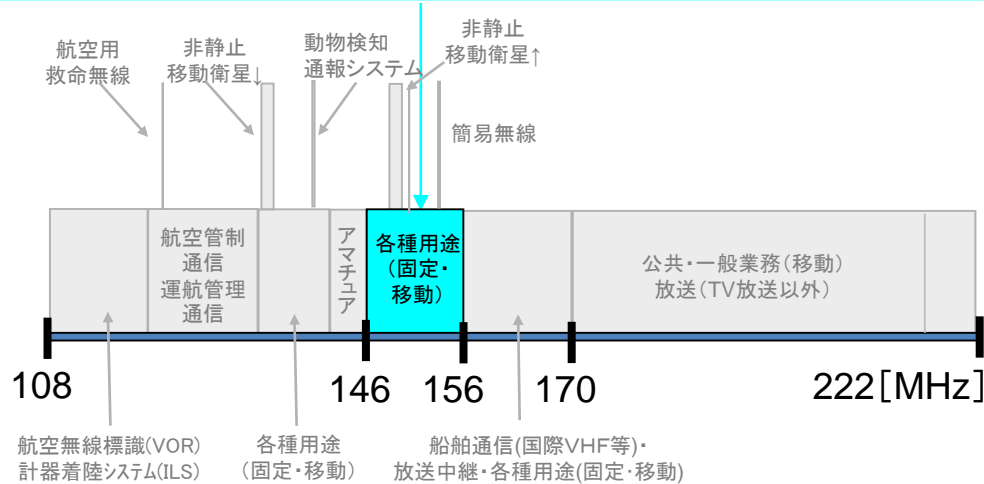 航空用
救命無線
非静止
移動衛星↓
動物検知
通報システム
非静止
移動衛星↑
簡易無線
航空管制
通信
運航管理
通信
アマチュア
各種用途
(固定・
移動)
公共・一般業務(移動)
放送(TV放送以外)
108
146
156
170
222[MHz]
航空無線標識(VOR)
計器着陸システム(ILS)
各種用途
(固定・移動)
船舶通信(国際VHF等)・
放送中継・各種用途(固定・移動)